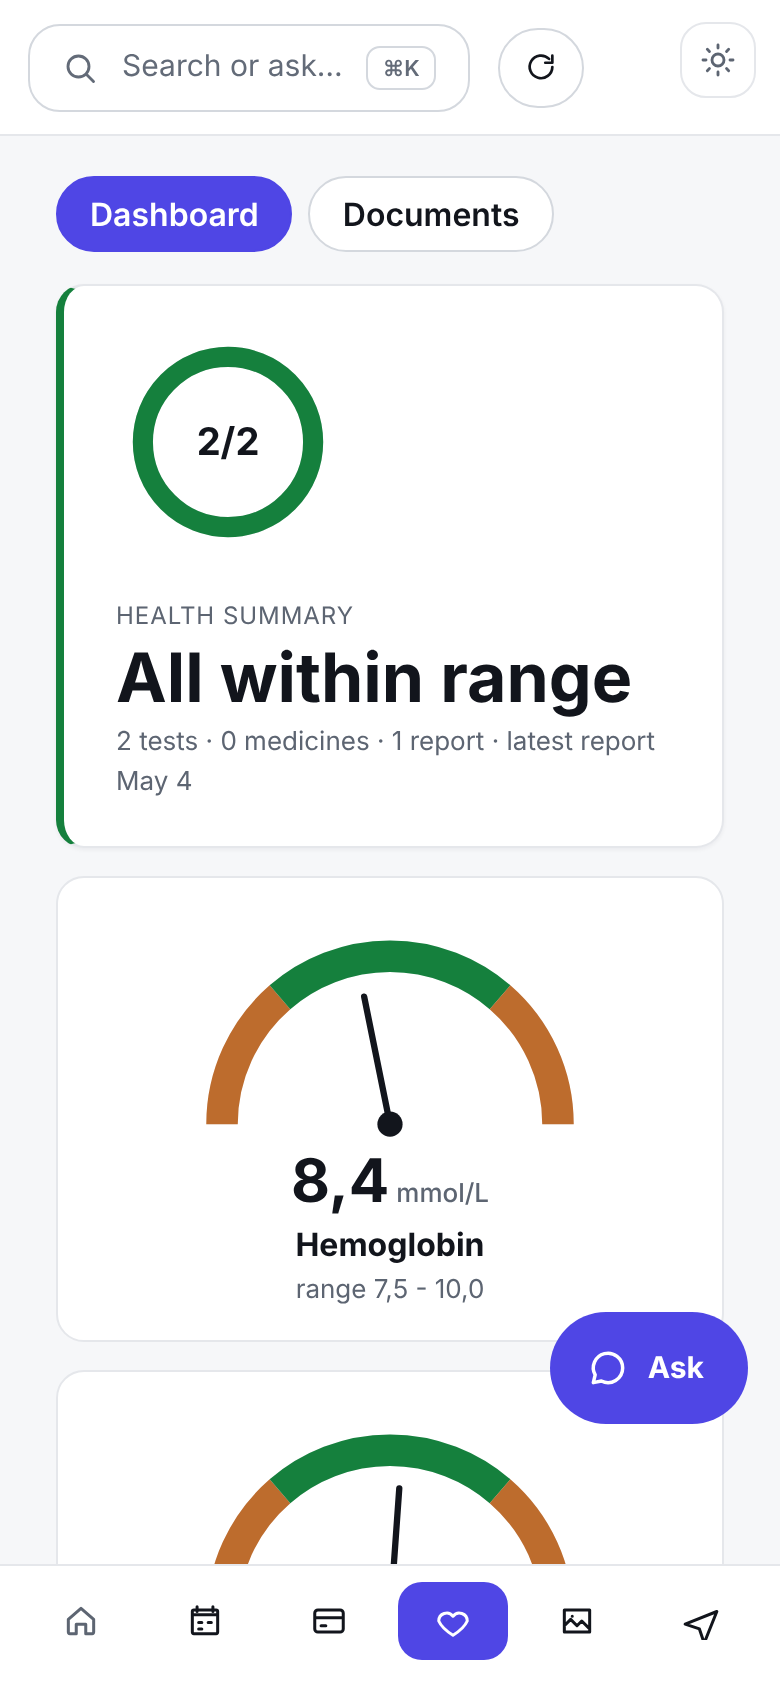 Search or ask... ⌘K
Dashboard Documents
2/2
HEALTH SUMMARY
All within range
2 tests · 0 medicines · 1 report · latest report
May 4
8,4 mmol/L
Hemoglobin
range 7,5 - 10,0
Ask